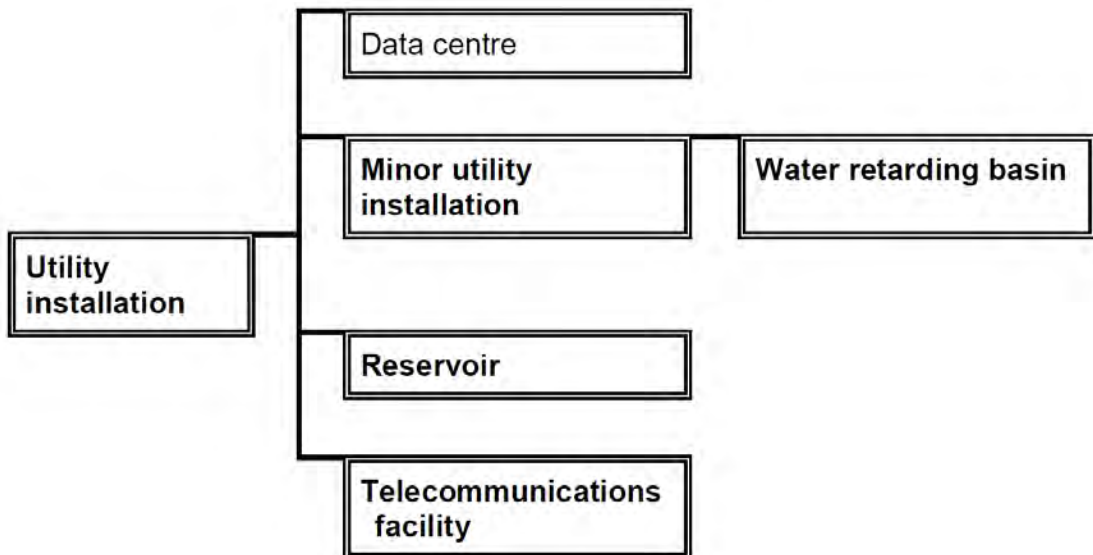 Data centre
Minor utility
installation
Water retarding basin
Utility
installation
Reservoir
Telecommunications
facility